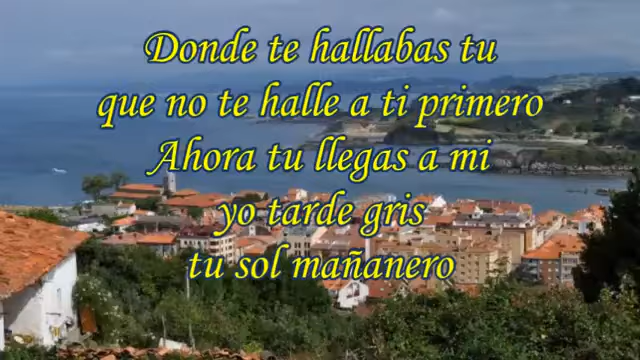 Donde te hallabas tu
que no te halle a ti primero
Ahora tu llegas a mi
yo tarde gris
tu sol mañanero